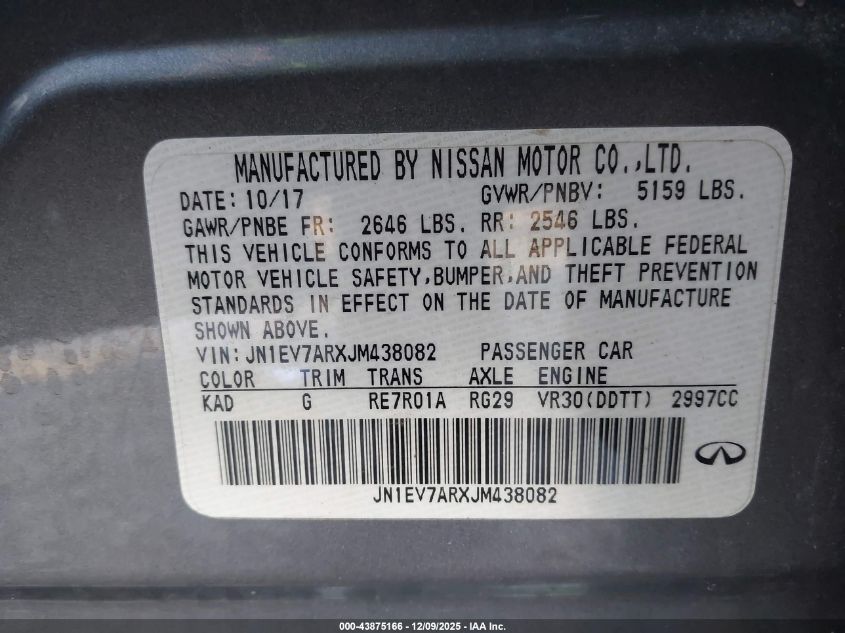 MANUFACTURED BY NISSAN MOTOR CO.,LTD.
DATE: 10/17 GVWR/PNBV: 5159 LBS.
GAWR/PNBE FR: 2646 LBS. RR: 2546 LBS.
THIS VEHICLE CONFORMS TO ALL APPLICABLE FEDERAL
MOTOR VEHICLE SAFETY,BUMPER,AND THEFT PREVENTION
STANDARDS IN EFFECT ON THE DATE OF MANUFACTURE
SHOWN ABOVE.
VIN:JN1EV7ARXJM438082 PASSENGER CAR
COLOR TRIM TRANS AXLE ENGINE
KAD G RE7R01A RG29 VR30(DDTT) 2997CC
JN1EV7ARXJM438082
000-43875166 - 12/09/2025 - IAA Inc.